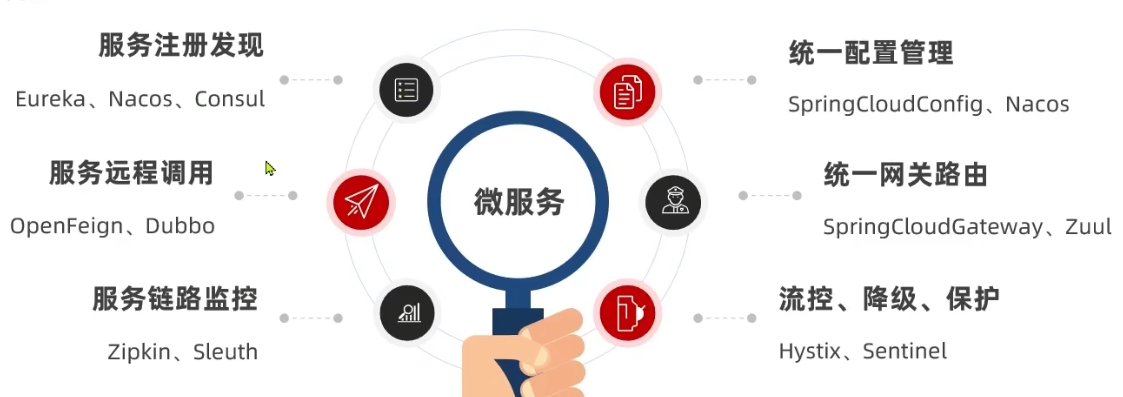 服务注册发现
Eureka、Nacos、Consul
服务远程调用
OpenFeign、Dubbo
服务链路监控
Zipkin、Sleuth
微服务
统一配置管理
SpringCloudConfig、Nacos
统一网关路由
SpringCloudGateway、Zuul
流控、降级、保护
Hystix、Sentinel